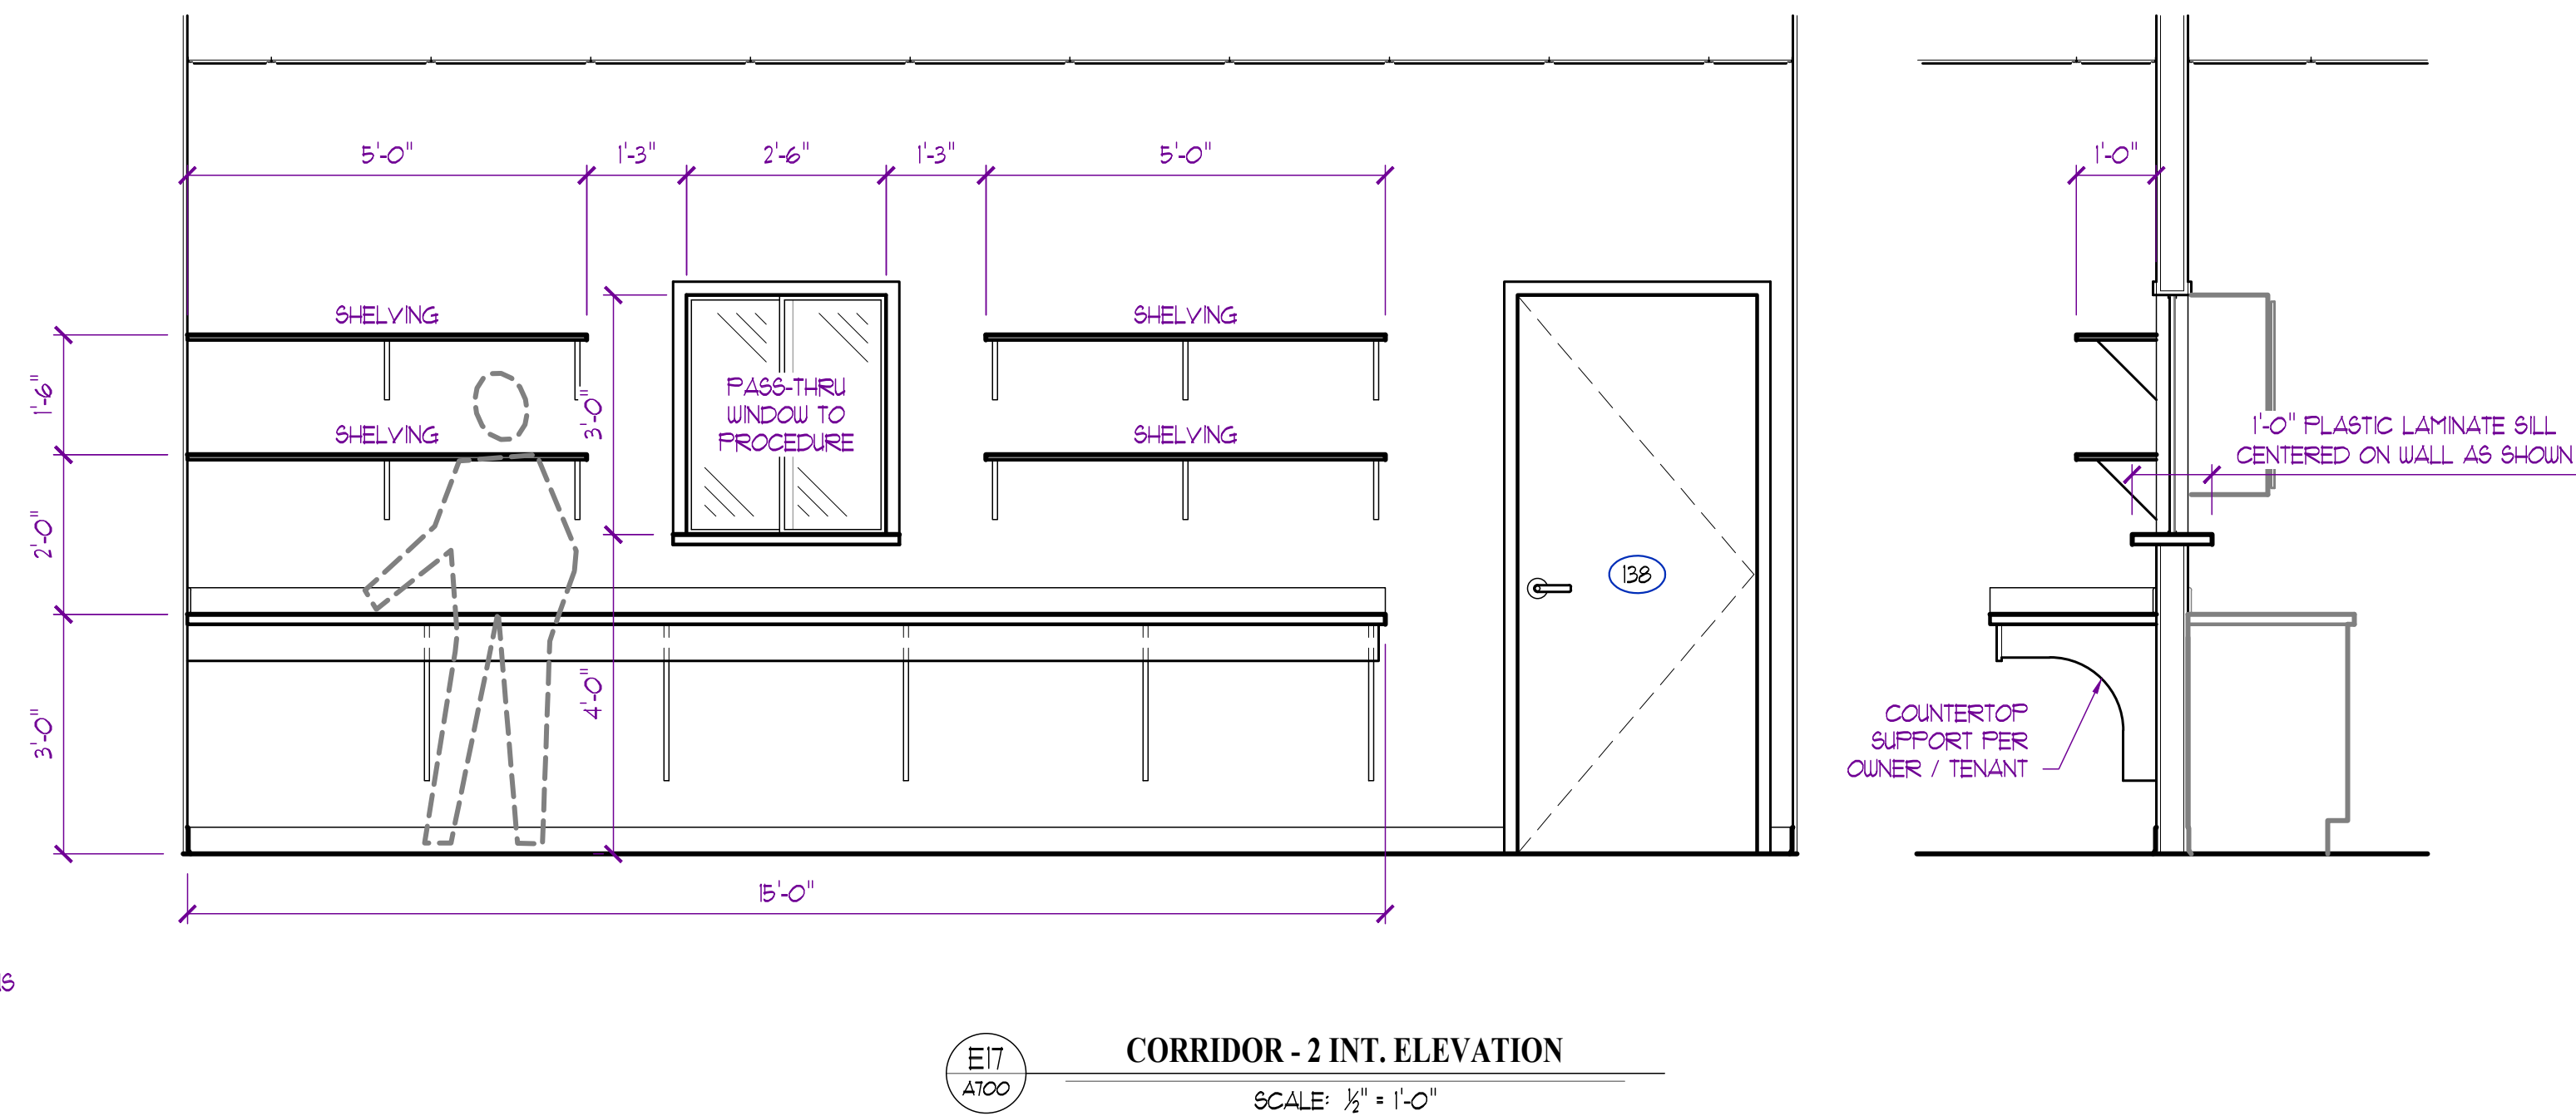 5'-0"
1'-3"
2'-6"
1'-3"
5'-0"
1'-0"
SHELVING
SHELVING
1'-6"
3'-0"
PASS-THRU
WINDOW TO
PROCEDURE
SHELVING
SHELVING
1'-0" PLASTIC LAMINATE SILL
CENTERED ON WALL AS SHOWN
2'-0"
138
3'-0"
4'-0"
COUNTERTOP
SUPPORT PER
OWNER / TENANT
15'-0"
E17
A700
CORRIDOR - 2 INT. ELEVATION
SCALE: ½" = 1'-0"